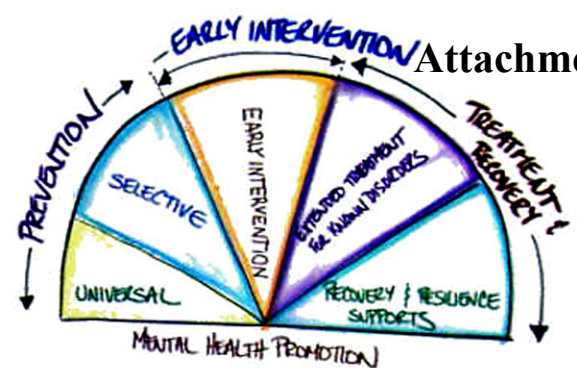 EARLY INTERVENTION
PREVENTION
TREATMENT &
RECOVERY
UNIVERSAL
SELECTIVE
EARLY INTERVENTION
EXTENDED TREATMENT
FOR KNOWN DISORDERS
RECOVERY & RESILIENCE
SUPPORTS
MENTAL HEALTH PROMOTION
Attachme